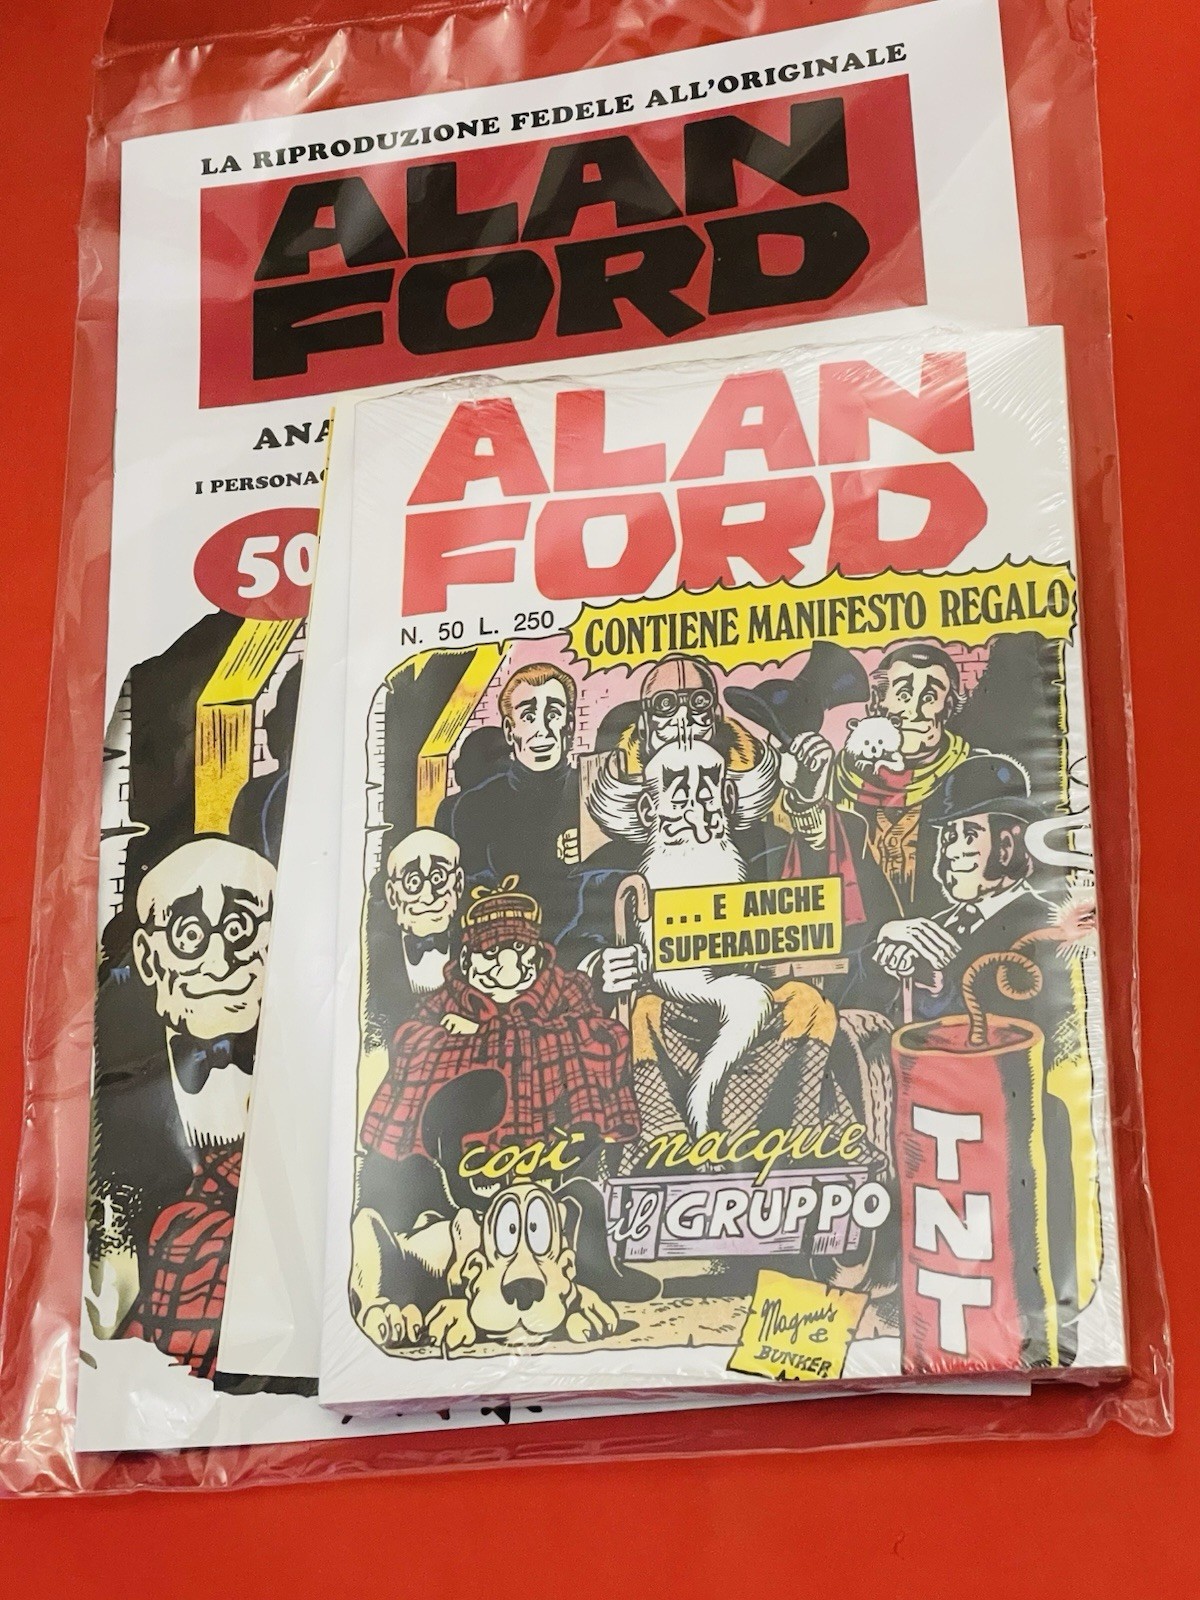 LA RIPRODUZIONE FEDELE ALL'ORIGINALE
ALAN
FORD
I
50
ALAN
FORD
N. 50 L. 250
CONTIENE MANIFESTO REGALO
... E ANCHE
SUPERADESIVI
così nacque
il GRUPPO
TNT
Magnus
&
BUNKER